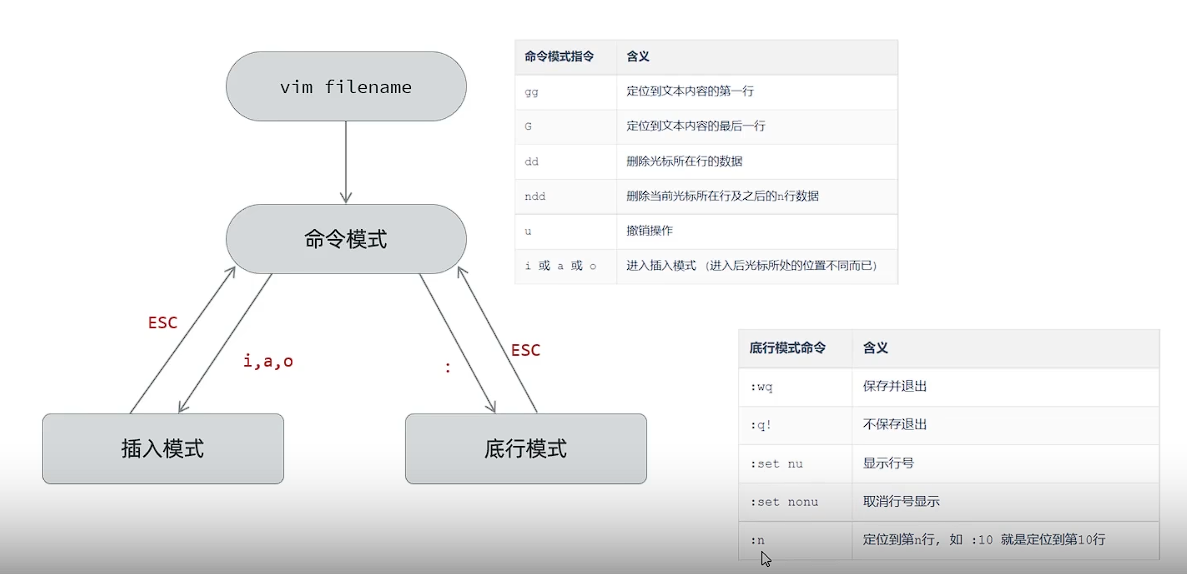 vim filename
命令模式
ESC
i,a,o
:
ESC
插入模式
底行模式
命令模式指令 含义
gg 定位到文本内容的第一行
G 定位到文本内容的最后一行
dd 删除光标所在行的数据
ndd 删除当前光标所在行及之后的n行数据
u 撤销操作
i 或 a 或 o 进入插入模式 (进入后光标所处的位置不同而已)
底行模式命令 含义
:wq 保存并退出
:q! 不保存退出
:set nu 显示行号
:set nonu 取消行号显示
:n 定位到第n行, 如 :10 就是定位到第10行